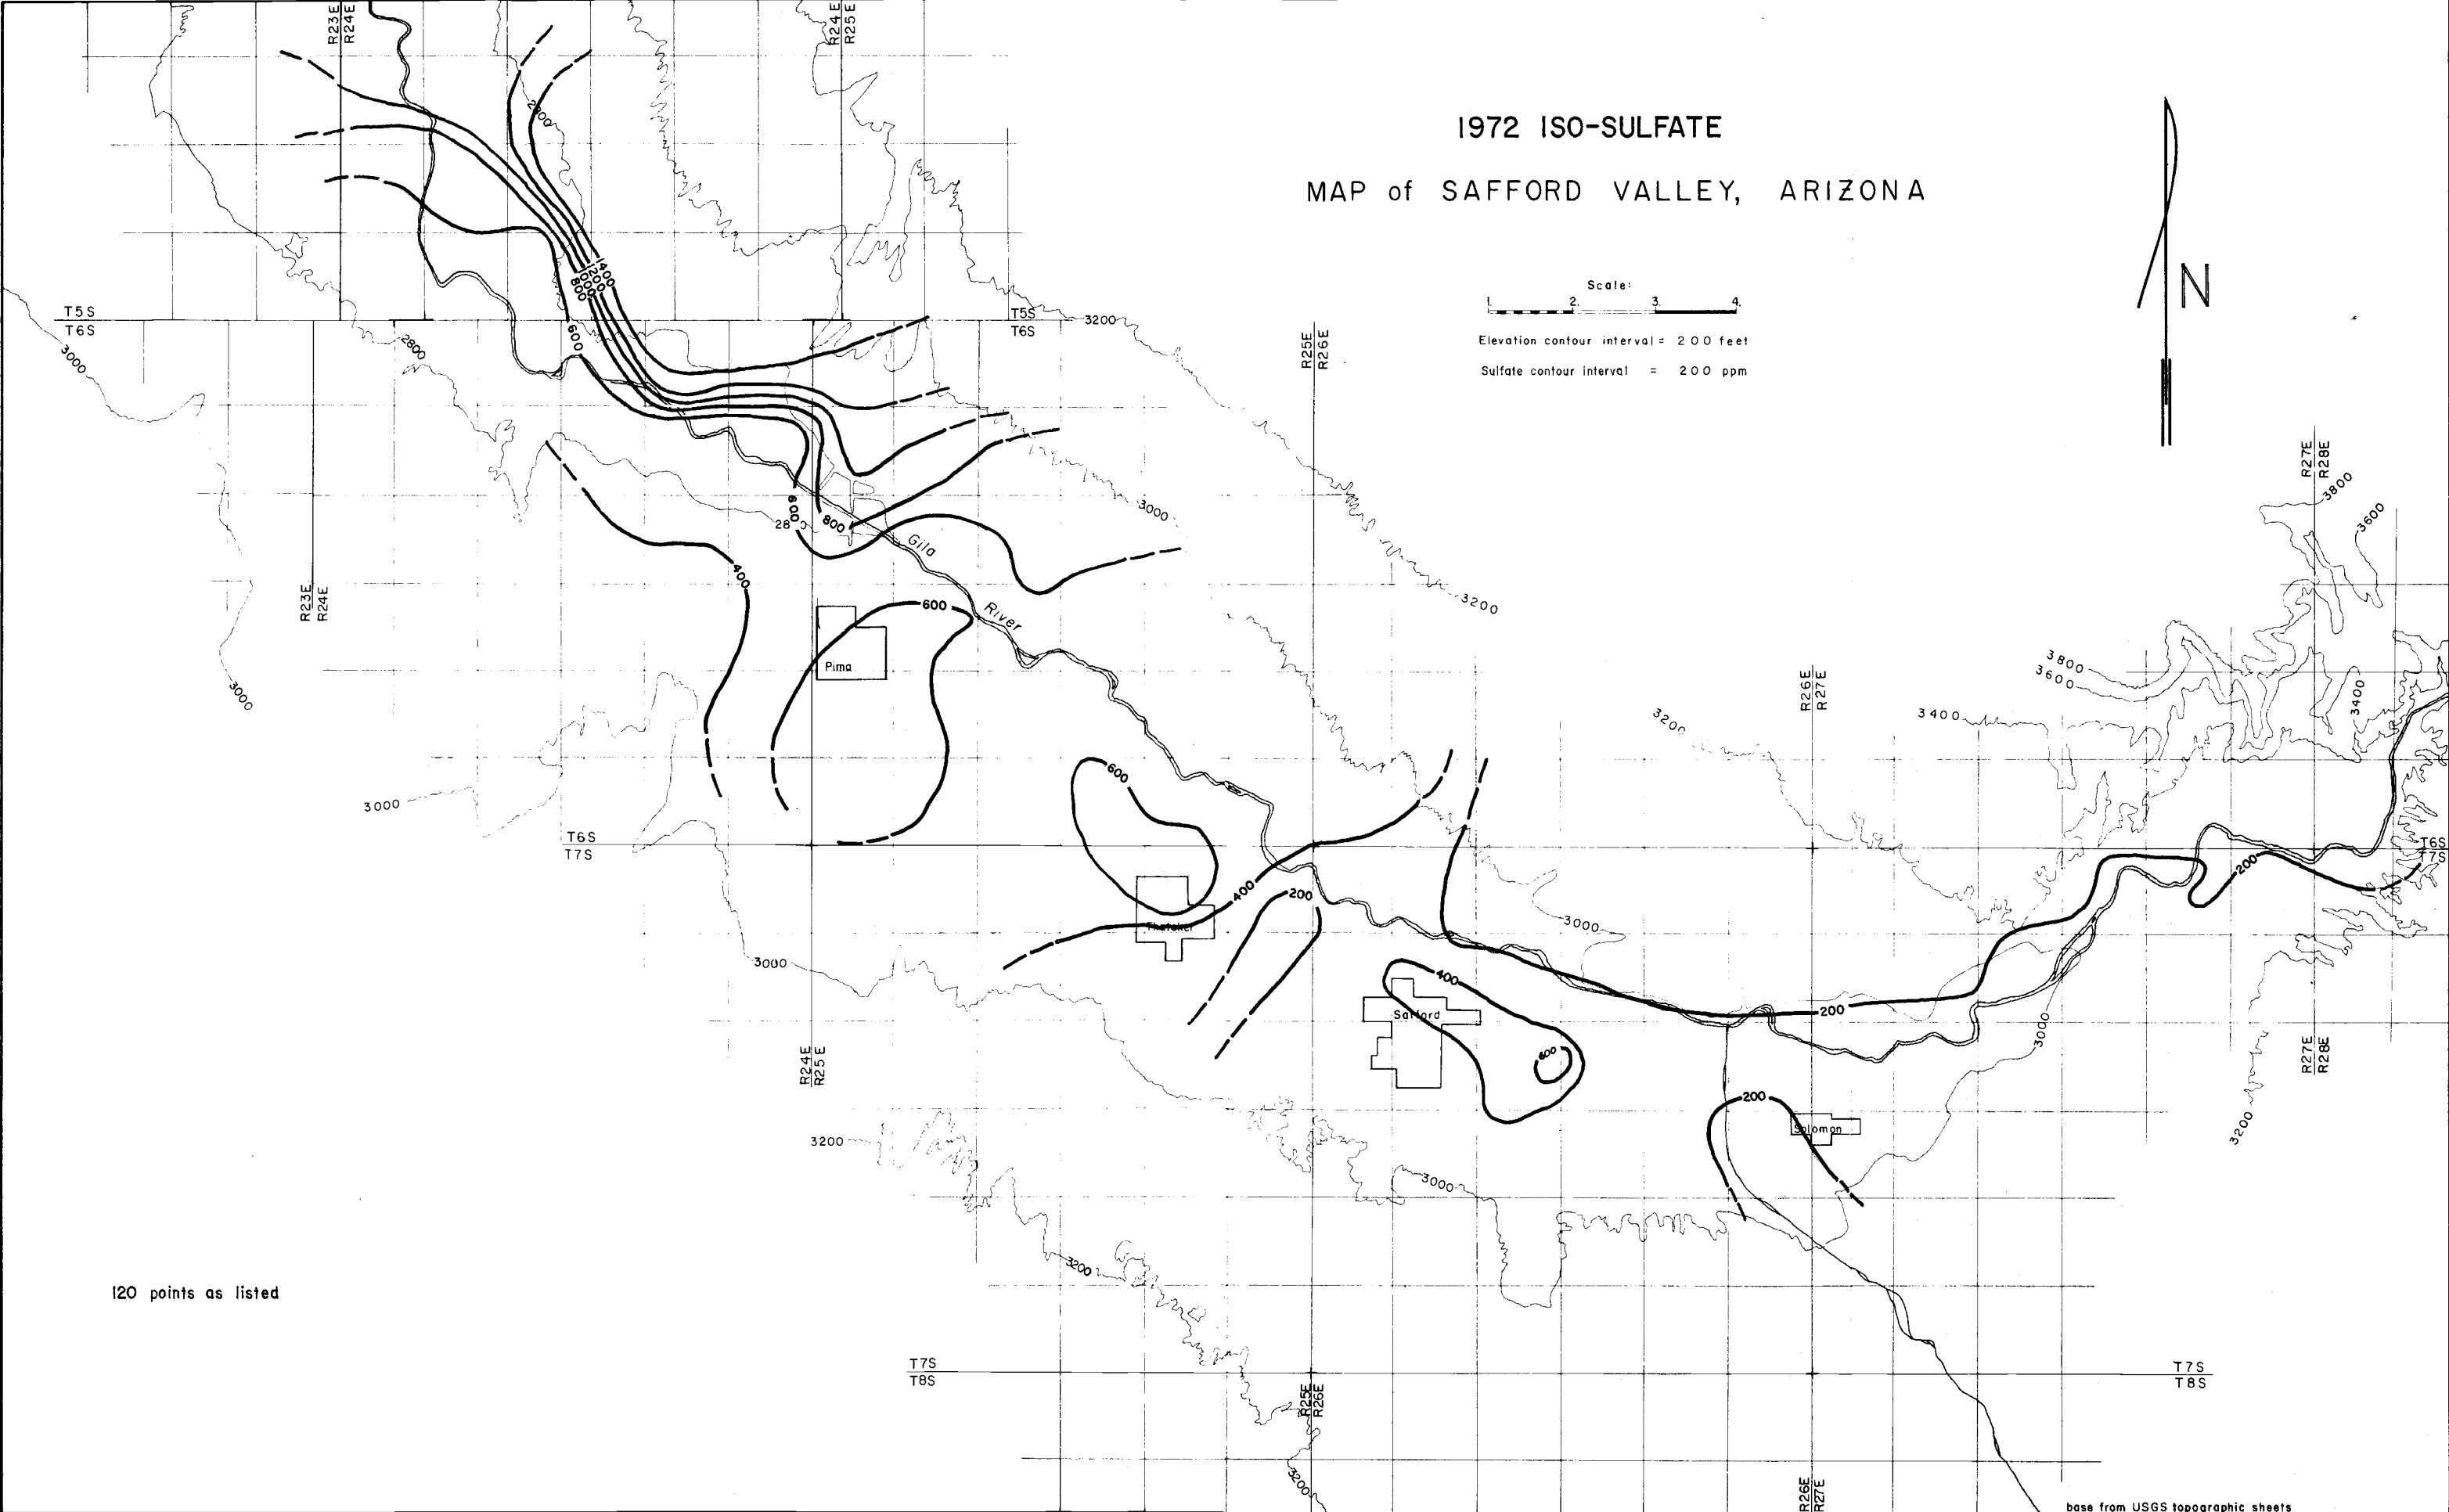 R23E
R24E
R24E
R25E
2800
1972 ISO-SULFATE
MAP of SAFFORD VALLEY, ARIZONA
N
Scale:
1. 2. 3. 4.
Elevation contour interval = 200 feet
Sulfate contour interval = 200 ppm
1400
1200
1000
800
600
T5S
T6S
T5S
T6S
3200
3000
2800
R25E
R26E
R27E
R28E
3800
3600
600
800
3000
Gila
400
R23E
R24E
600
River
3200
Pima
3800
3600
3400
3000
R26E
R27E
3200
3400
600
3000
T6S
T7S
T6S
T7S
400
200
200
Thatcher
3000
3000
400
Safford
200
3000
R24E
R25E
R27E
R28E
600
200
Solomon
3200
3200
3000
3200
120 points as listed
T7S
T8S
T7S
T8S
R25E
R26E
3200
R26E
R27E
base from USGS topographic sheets